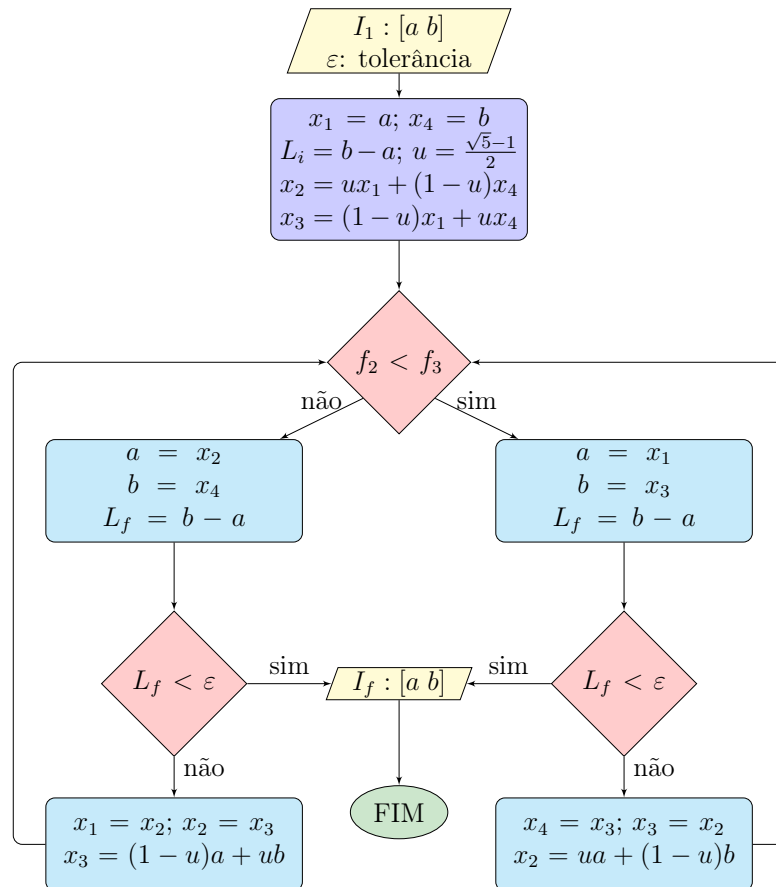 I₁ : [a b]
ε: tolerância
x₁ = a; x₄ = b
Lᵢ = b − a; u = (√5−1)/2
x₂ = ux₁ + (1 − u)x₄
x₃ = (1 − u)x₁ + ux₄
f₂ < f₃
não
sim
a = x₂
b = x₄
L_f = b − a
a = x₁
b = x₃
L_f = b − a
L_f < ε
sim
I_f : [a b]
sim
L_f < ε
não
não
x₁ = x₂; x₂ = x₃
x₃ = (1 − u)a + ub
FIM
x₄ = x₃; x₃ = x₂
x₂ = ua + (1 − u)b